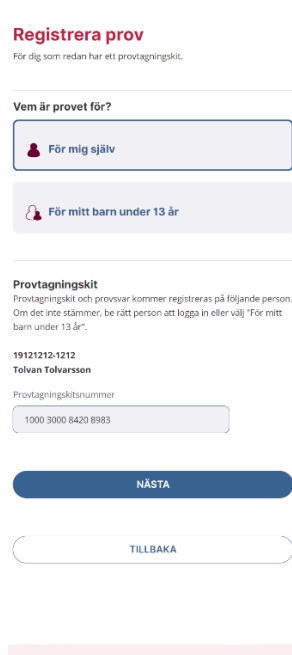 Registrera prov
För dig som redan har ett provtagningskit.
Vem är provet för?
För mig själv
För mitt barn under 13 år
Provtagningskit
Provtagningskit och provsvar kommer registreras på följande person.
Om det inte stämmer, be rätt person att logga in eller välj "För mitt
barn under 13 år".
19121212-1212
Tolvan Tolvarsson
Provtagningskitsnummer
1000 3000 8420 8983
NÄSTA
TILLBAKA